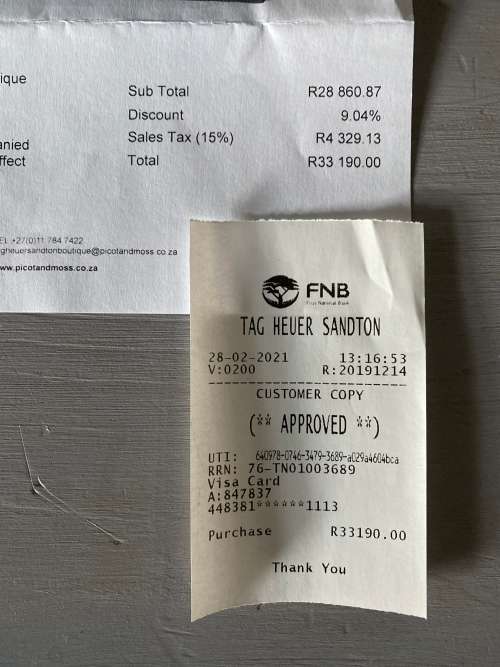 ique
Sub Total R28 860.87
Discount 9.04%
anied Sales Tax (15%) R4 329.13
ffect Total R33 190.00
EL :+27(0)11 784 7422
gheuersandtonboutique@picotandmoss.co.za
www.picotandmoss.co.za
FNB
First National Bank
TAG HEUER SANDTON
28-02-2021 13:16:53
V:0200 R:20191214
CUSTOMER COPY
(** APPROVED **)
UTI: 640978-0746-3479-3689-a029a4604bca
RRN: 76-TN01003689
Visa Card
A:847837
448381******1113
Purchase R33190.00
Thank You